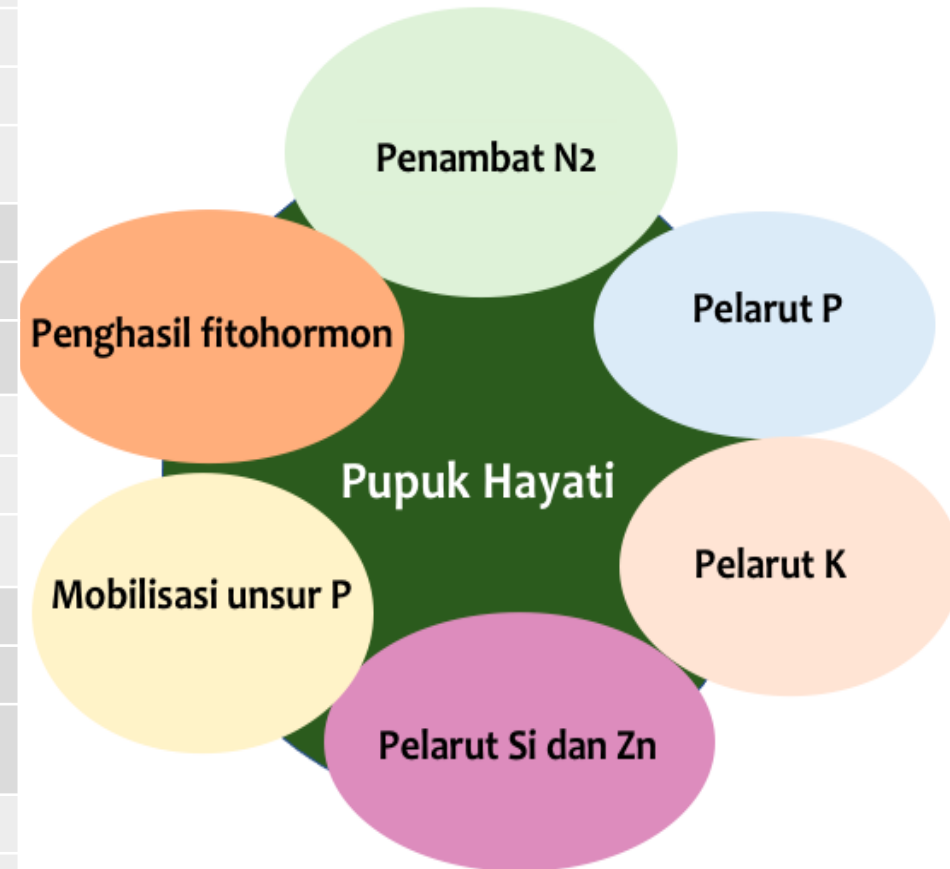 Penambat N2
Pelarut P
Penghasil fitohormon
Pupuk Hayati
Pelarut K
Mobilisasi unsur P
Pelarut Si dan Zn